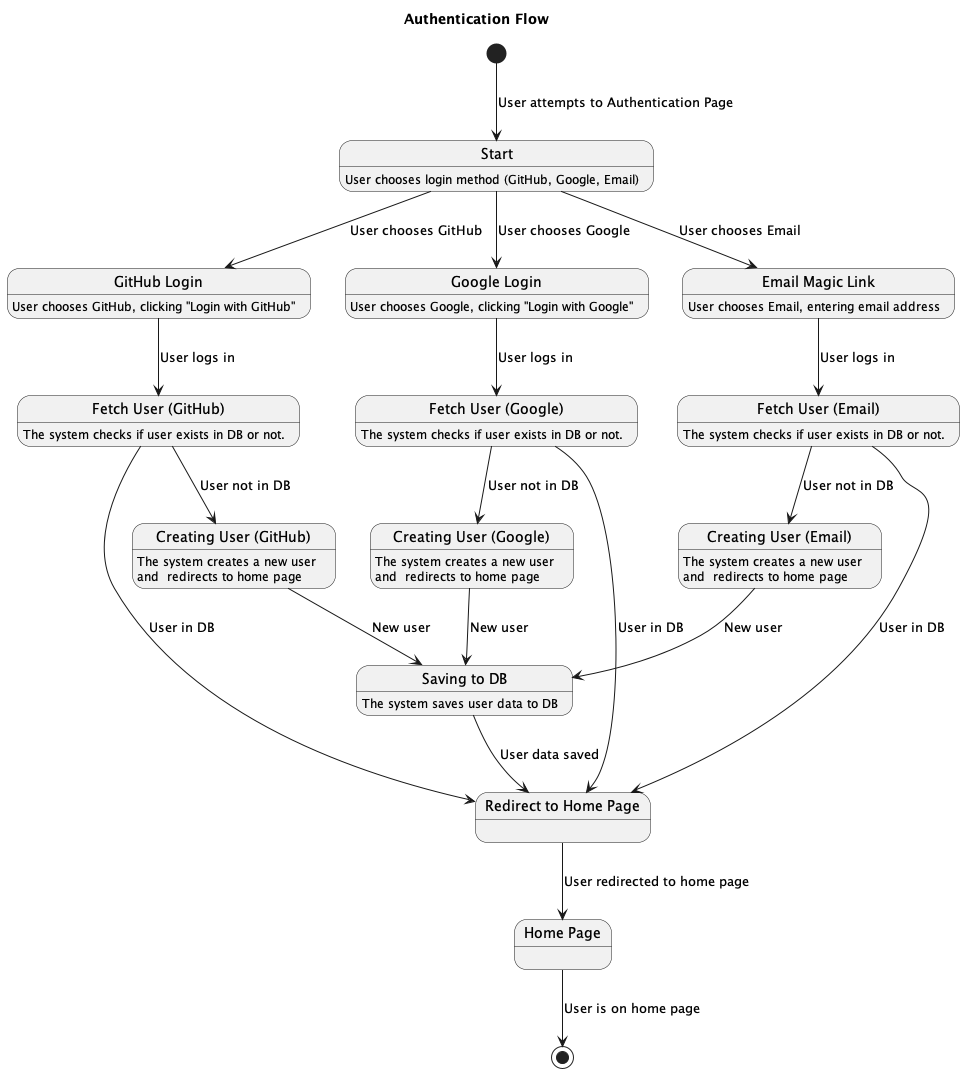 Authentication Flow
User attempts to Authentication Page
Start
User chooses login method (GitHub, Google, Email)
User chooses GitHub
User chooses Google
User chooses Email
GitHub Login
User chooses GitHub, clicking "Login with GitHub"
Google Login
User chooses Google, clicking "Login with Google"
Email Magic Link
User chooses Email, entering email address
User logs in
User logs in
User logs in
Fetch User (GitHub)
The system checks if user exists in DB or not.
Fetch User (Google)
The system checks if user exists in DB or not.
Fetch User (Email)
The system checks if user exists in DB or not.
User not in DB
User not in DB
User not in DB
Creating User (GitHub)
The system creates a new user
and  redirects to home page
Creating User (Google)
The system creates a new user
and  redirects to home page
Creating User (Email)
The system creates a new user
and  redirects to home page
User in DB
New user
New user
User in DB
New user
User in DB
Saving to DB
The system saves user data to DB
User data saved
Redirect to Home Page
User redirected to home page
Home Page
User is on home page